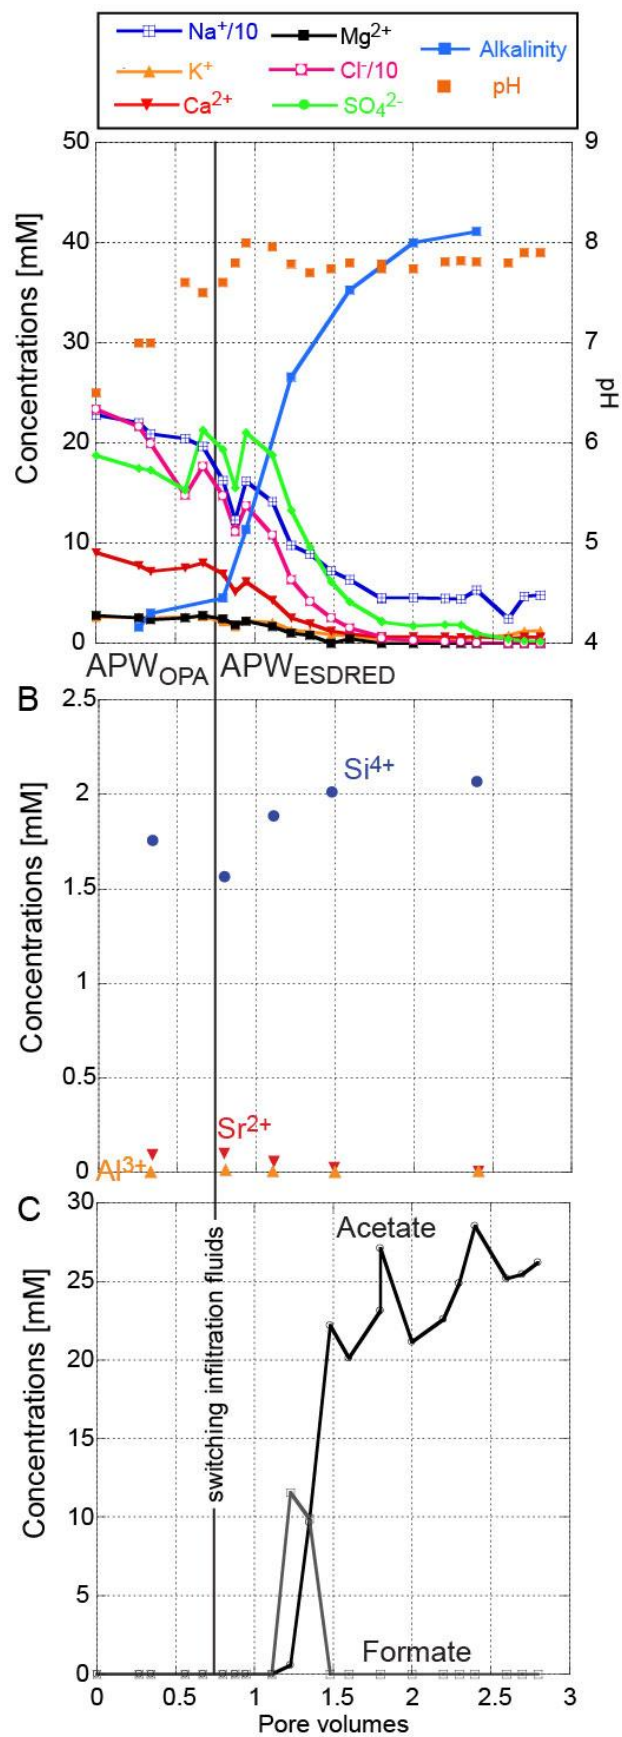 Na⁺/10 Mg²⁺ Alkalinity
K⁺ Cl⁻/10 pH
Ca²⁺ SO₄²⁻
50 9
40 8
30 7
20 6
10 5
0 4
Concentrations [mM]
pH
APW_OPA APW_ESDRED
B
2.5
2
1.5
1
0.5
0
Concentrations [mM]
Si⁴⁺
Sr²⁺
Al³⁺
C
30
25
20
15
10
5
0
Concentrations [mM]
switching infiltration fluids
Acetate
Formate
0 0.5 1 1.5 2 2.5 3
Pore volumes